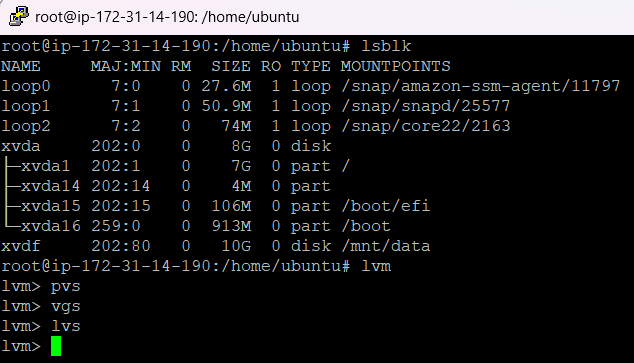 root@ip-172-31-14-190: /home/ubuntu
root@ip-172-31-14-190:/home/ubuntu# lsblk
NAME     MAJ:MIN RM   SIZE RO TYPE MOUNTPOINTS
loop0      7:0    0  27.6M  1 loop /snap/amazon-ssm-agent/11797
loop1      7:1    0  50.9M  1 loop /snap/snapd/25577
loop2      7:2    0    74M  1 loop /snap/core22/2163
xvda     202:0    0     8G  0 disk
├─xvda1  202:1    0     7G  0 part /
├─xvda14 202:14   0     4M  0 part
├─xvda15 202:15   0   106M  0 part /boot/efi
└─xvda16 259:0    0   913M  0 part /boot
xvdf     202:80   0    10G  0 disk /mnt/data
root@ip-172-31-14-190:/home/ubuntu# lvm
lvm> pvs
lvm> vgs
lvm> lvs
lvm>